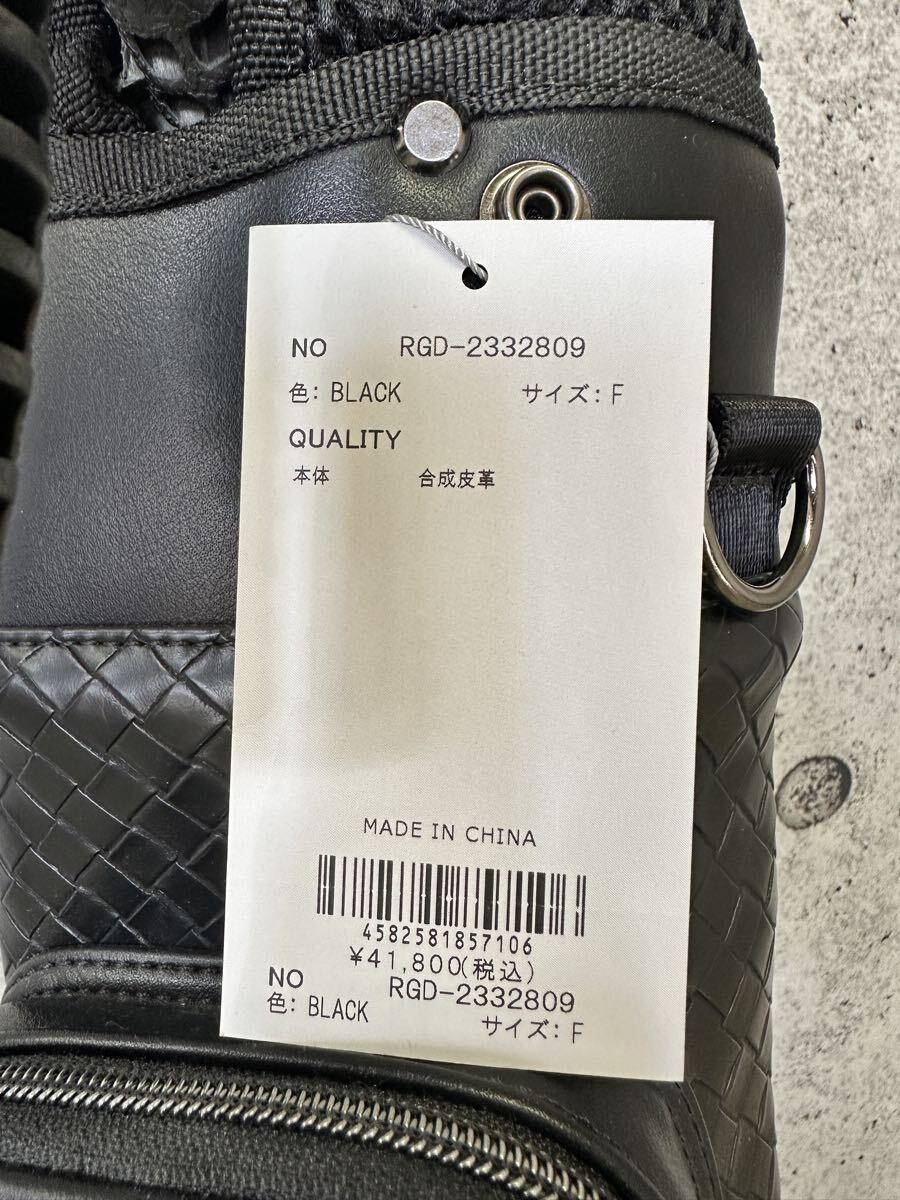 NO RGD-2332809
色: BLACK サイズ: F
QUALITY
本体 合成皮革
MADE IN CHINA
4582581857106
¥41,800(税込)
NO RGD-2332809
色: BLACK サイズ: F